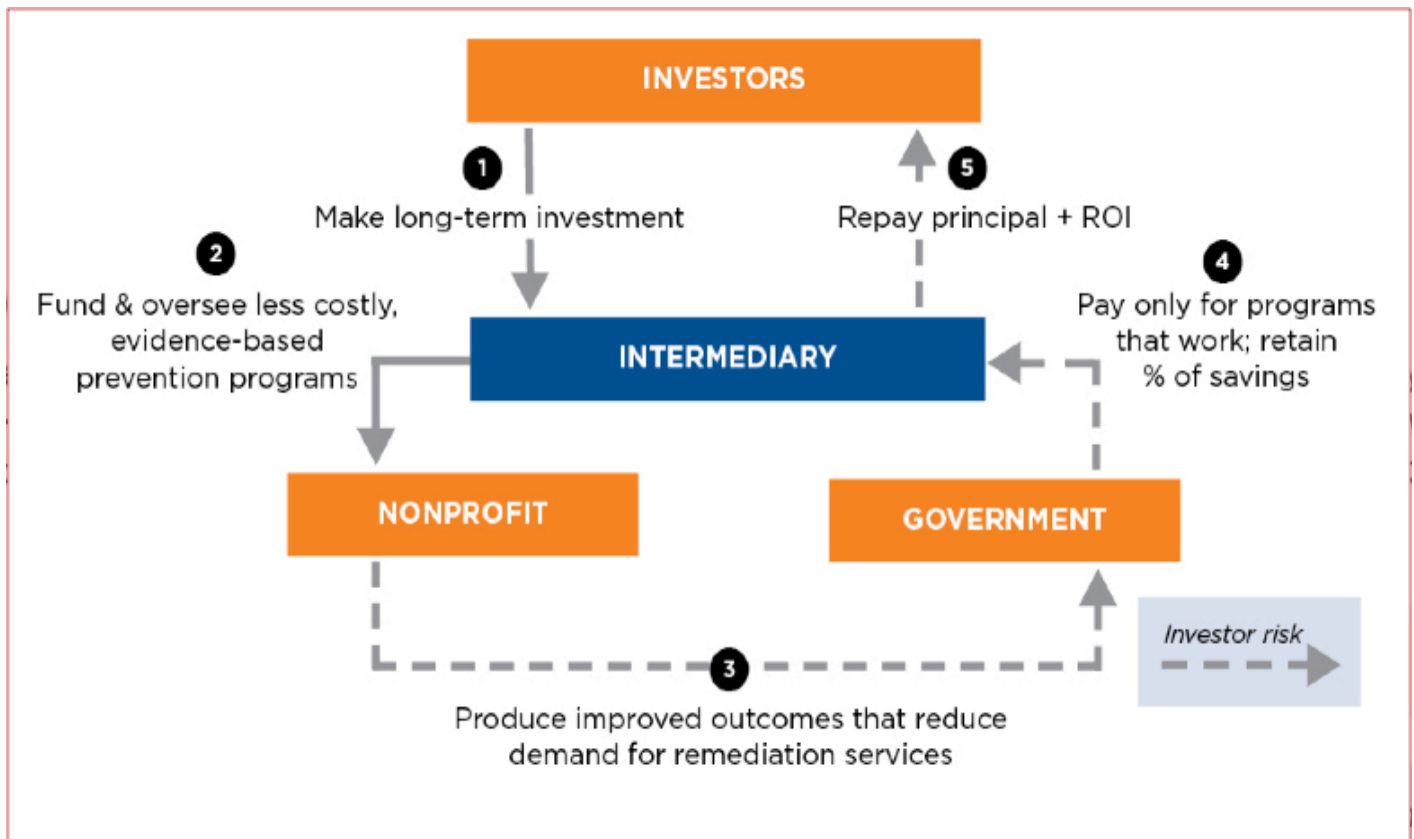 INVESTORS
1
Make long-term investment
5
Repay principal + ROI
2
Fund & oversee less costly,
evidence-based
prevention programs
4
Pay only for programs
that work; retain
% of savings
INTERMEDIARY
NONPROFIT
GOVERNMENT
Investor risk
3
Produce improved outcomes that reduce
demand for remediation services